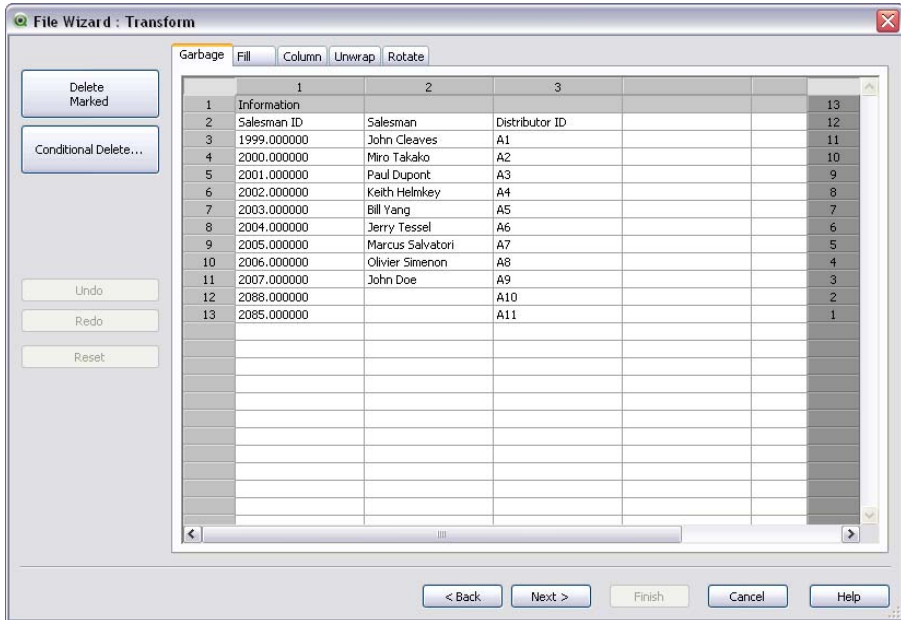 File Wizard : Transform
Garbage Fill Column Unwrap Rotate
Delete Marked
Conditional Delete...
Undo
Redo
Reset
1 2 3
1 Information 13
2 Salesman ID Salesman Distributor ID 12
3 1999.000000 John Cleaves A1 11
4 2000.000000 Miro Takako A2 10
5 2001.000000 Paul Dupont A3 9
6 2002.000000 Keith Helmkey A4 8
7 2003.000000 Bill Yang A5 7
8 2004.000000 Jerry Tessel A6 6
9 2005.000000 Marcus Salvatori A7 5
10 2006.000000 Olivier Simenon A8 4
11 2007.000000 John Doe A9 3
12 2088.000000 A10 2
13 2085.000000 A11 1
< Back Next > Finish Cancel Help